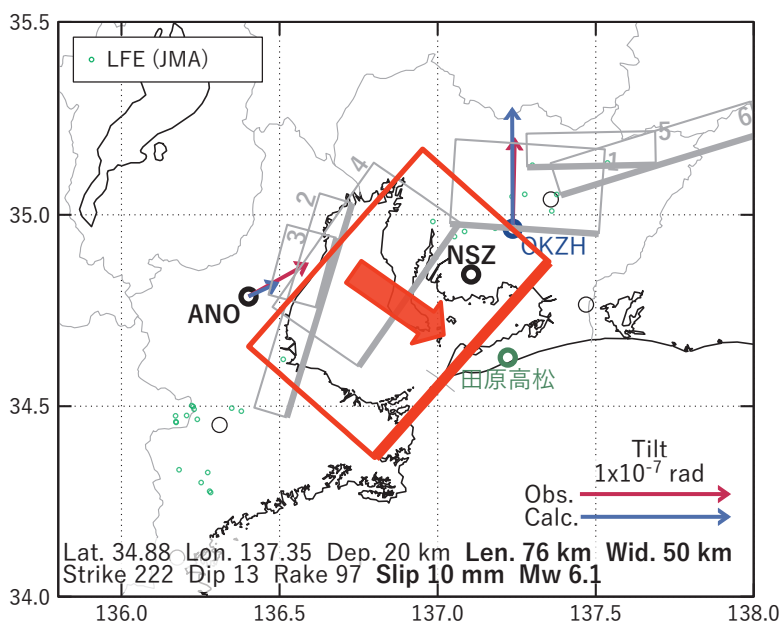 35.5
LFE (JMA)
6
5
1
4
2
3
35.0
OKZH
NSZ
ANO
田原高松
34.5
Tilt
1x10-7 rad
Obs.
Calc.
Lat. 34.88 Lon. 137.35 Dep. 20 km Len. 76 km Wid. 50 km
Strike 222 Dip 13 Rake 97 Slip 10 mm Mw 6.1
34.0
136.0 136.5 137.0 137.5 138.0